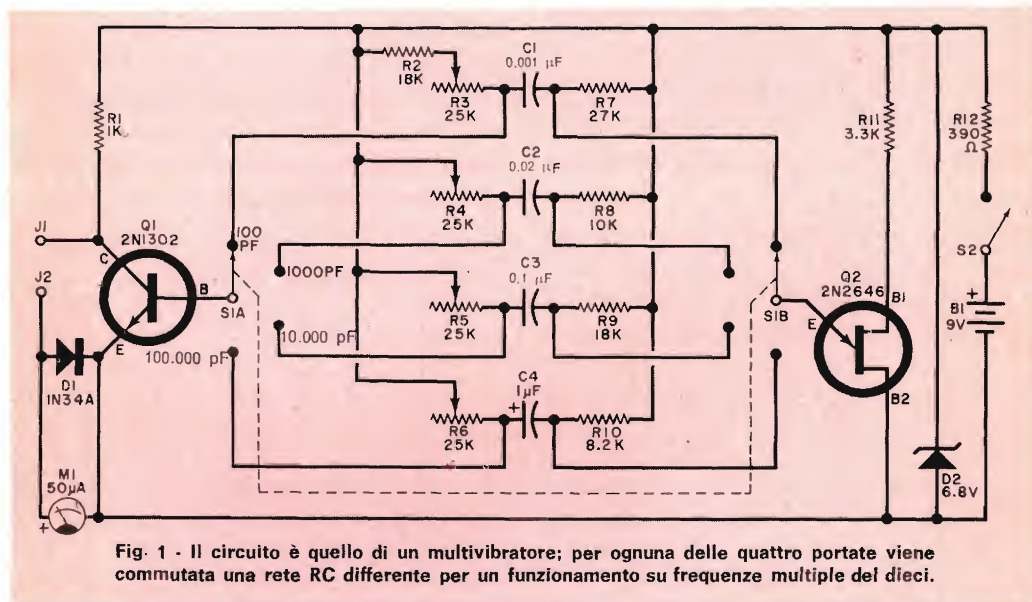 C1
0,001 µF
R2
18K
R3
25K
R7
27K
R1
1K
R11
3.3K
R12
390
Ω
C2
0,02 µF
R4
25K
R8
10K
J1
Q1
2N1302
C
B
E
100
PF
S1A
J2
1000PF
C3
0,1 µF
R5
25K
R9
18K
10.000 pF
100.000 pF
S1B
Q2
2N2646
B1
E
B2
S2
+
B1
9V
D1
1N34A
C4
1µF
+
R6
25K
R10
8.2K
M1
50µA
+
D2
6.8V
Fig. 1 - Il circuito è quello di un multivibratore; per ognuna delle quattro portate viene
commutata una rete RC differente per un funzionamento su frequenze multiple del dieci.